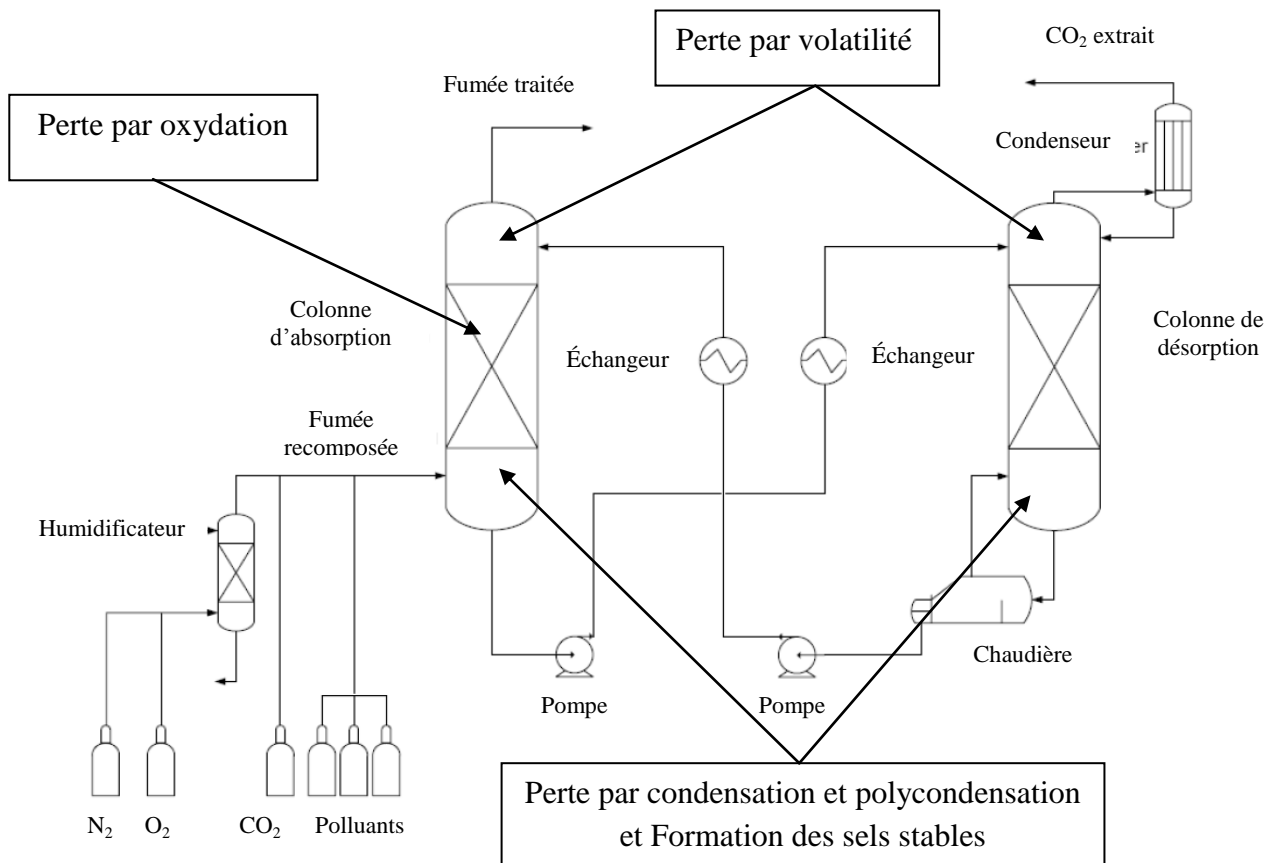 Perte par volatilité
CO₂ extrait
Fumée traitée
Perte par oxydation
Condenseur
er
Colonne
d’absorption
Échangeur
Échangeur
Colonne de
désorption
Fumée
recomposée
Humidificateur
Chaudière
Pompe
Pompe
Perte par condensation et polycondensation
et Formation des sels stables
N₂
O₂
CO₂
Polluants